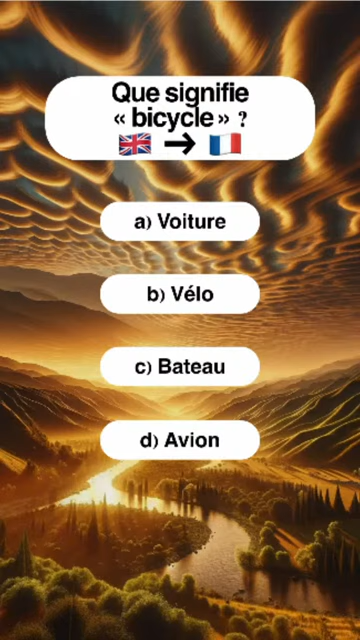 Que signifie
« bicycle » ?
🇬🇧 → 🇫🇷
a) Voiture
b) Vélo
c) Bateau
d) Avion